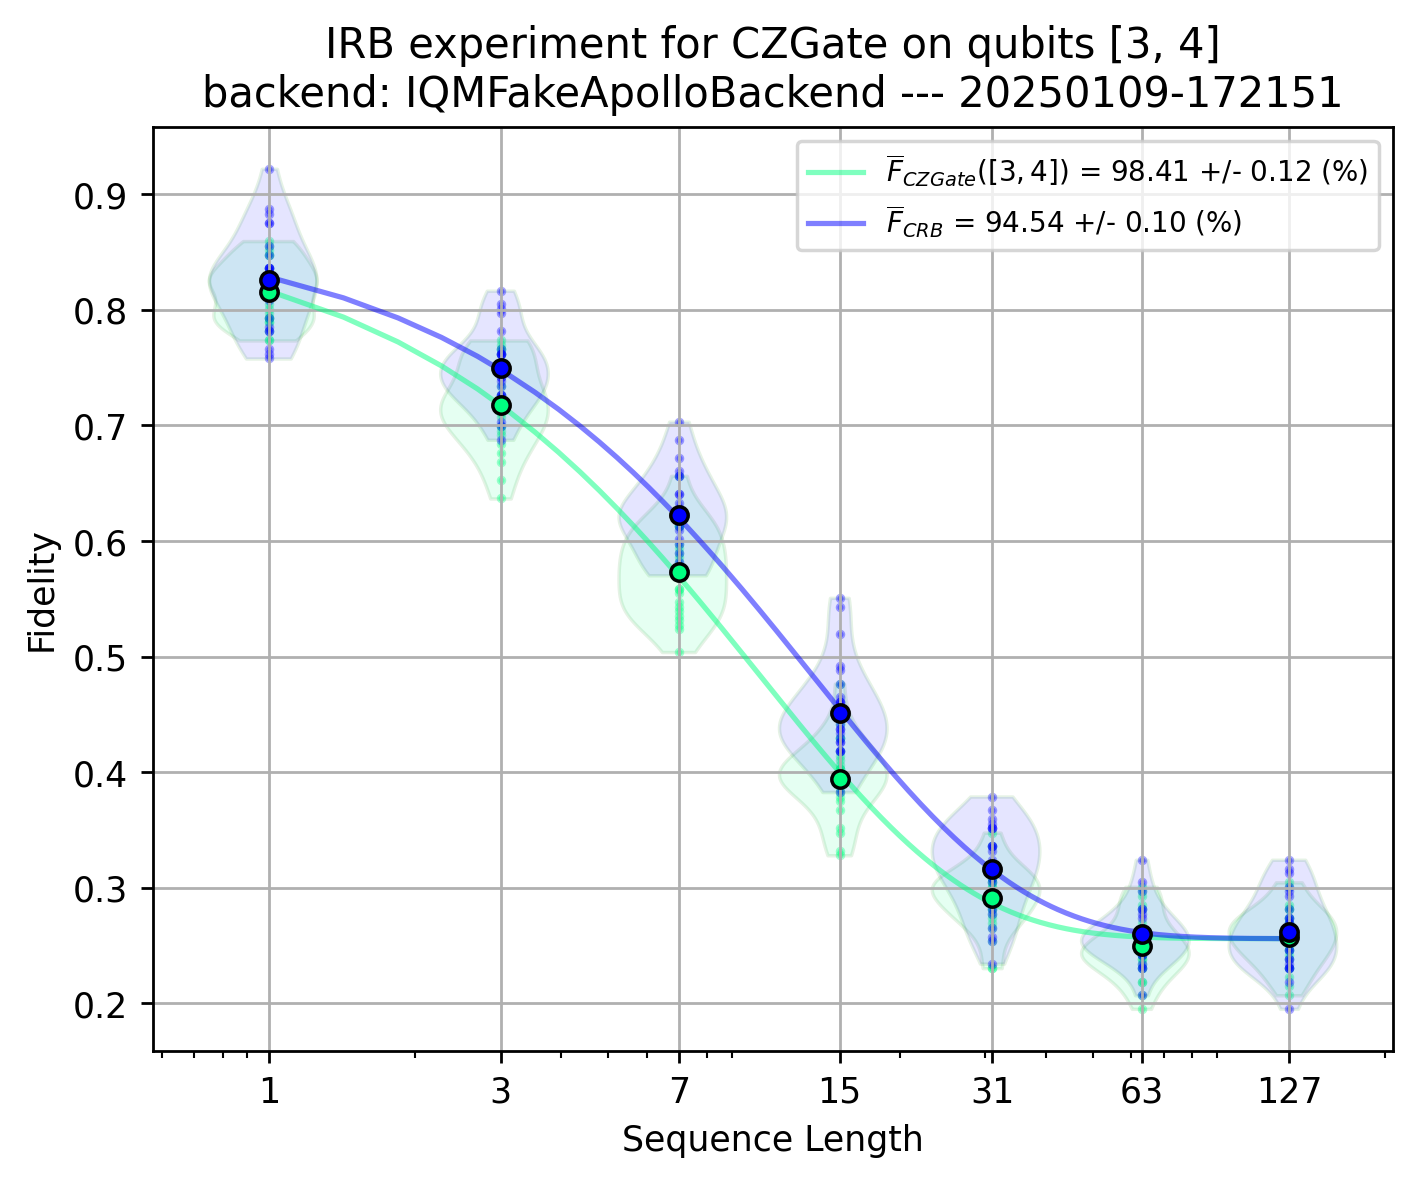 IRB experiment for CZGate on qubits [3, 4]
backend: IQMFakeApolloBackend --- 20250109-172151
F̅_CZGate([3, 4]) = 98.41 +/- 0.12 (%)
F̅_CRB = 94.54 +/- 0.10 (%)
Fidelity
0.9
0.8
0.7
0.6
0.5
0.4
0.3
0.2
1 3 7 15 31 63 127
Sequence Length